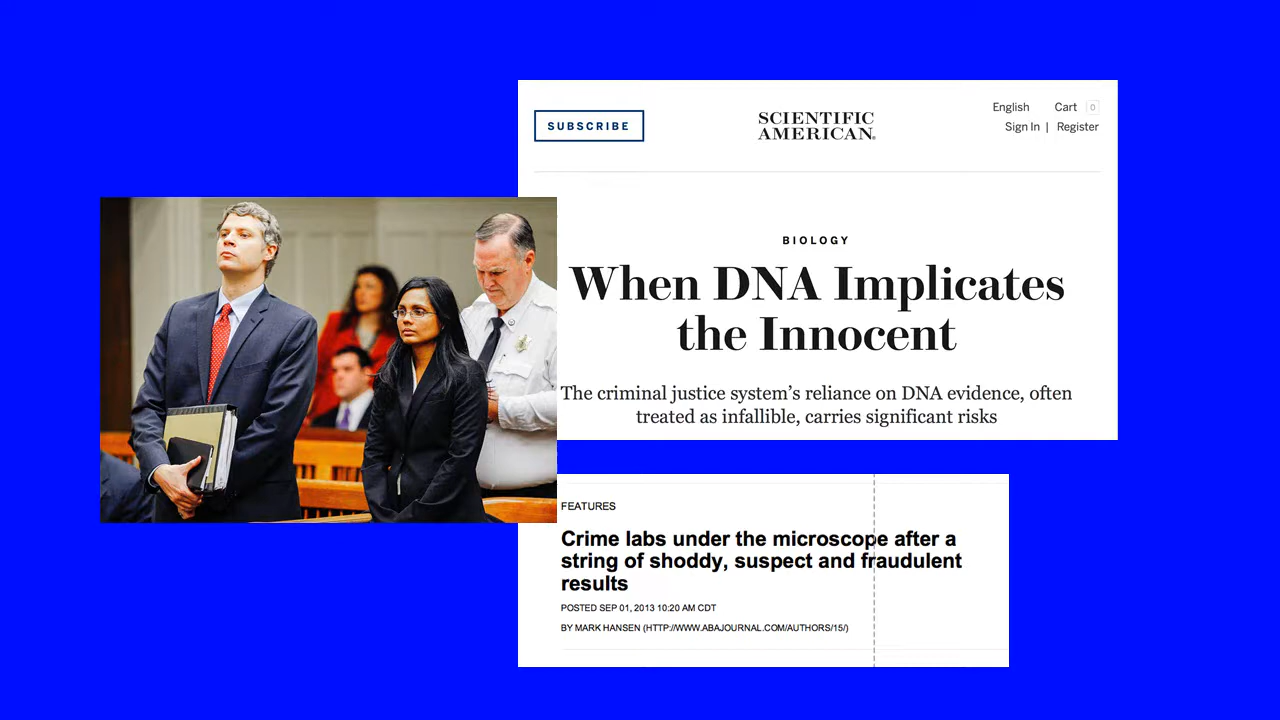 SUBSCRIBE
SCIENTIFIC
AMERICAN
English
Cart 0
Sign In | Register
BIOLOGY
When DNA Implicates
the Innocent
The criminal justice system’s reliance on DNA evidence, often
treated as infallible, carries significant risks
FEATURES
Crime labs under the microscope after a
string of shoddy, suspect and fraudulent
results
POSTED SEP 01, 2013 10:20 AM CDT
BY MARK HANSEN (HTTP://WWW.ABAJOURNAL.COM/AUTHORS/15/)